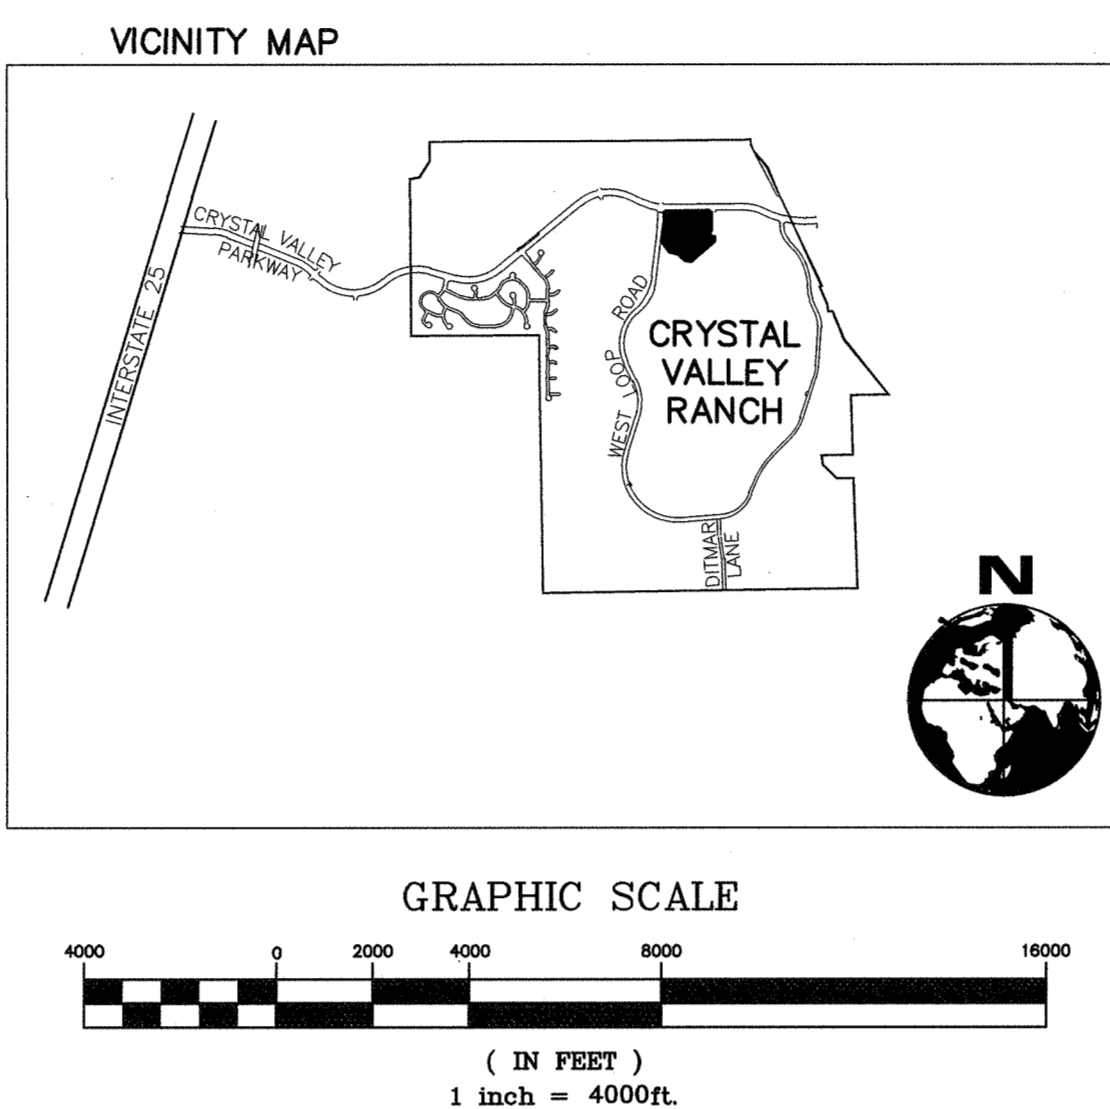 VICINITY MAP
CRYSTAL VALLEY
PARKWAY
INTERSTATE 25
WEST LOOP ROAD
CRYSTAL
VALLEY
RANCH
DITMAR
LANE
N
GRAPHIC SCALE
4000 0 2000 4000 8000 16000
( IN FEET )
1 inch = 4000ft.